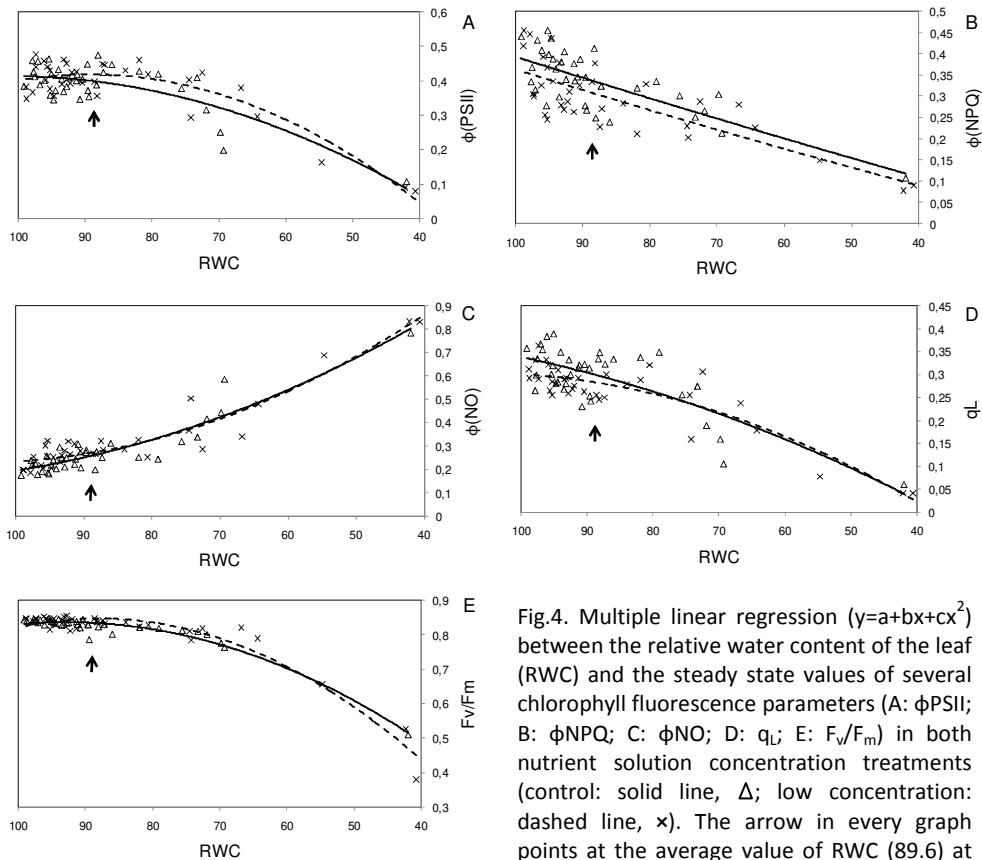 A
0,6
0,5
0,4
0,3
0,2
0,1
0
ϕ(PSII)
100 90 80 70 60 50 40
RWC
B
0,5
0,45
0,4
0,35
0,3
0,25
0,2
0,15
0,1
0,05
0
ϕ(NPQ)
100 90 80 70 60 50 40
RWC
C
0,9
0,8
0,7
0,6
0,5
0,4
0,3
0,2
0,1
0
ϕ(NO)
100 90 80 70 60 50 40
RWC
D
0,45
0,4
0,35
0,3
0,25
0,2
0,15
0,1
0,05
0
qL
100 90 80 70 60 50 40
RWC
E
0,9
0,8
0,7
0,6
0,5
0,4
0,3
Fv/Fm
100 90 80 70 60 50 40
RWC
Fig.4. Multiple linear regression (y=a+bx+cx²)
between the relative water content of the leaf
(RWC) and the steady state values of several
chlorophyll fluorescence parameters (A: ϕPSII;
B: ϕNPQ; C: ϕNO; D: qL; E: Fv/Fm) in both
nutrient solution concentration treatments
(control: solid line, Δ; low concentration:
dashed line, ×). The arrow in every graph
points at the average value of RWC (89.6) at